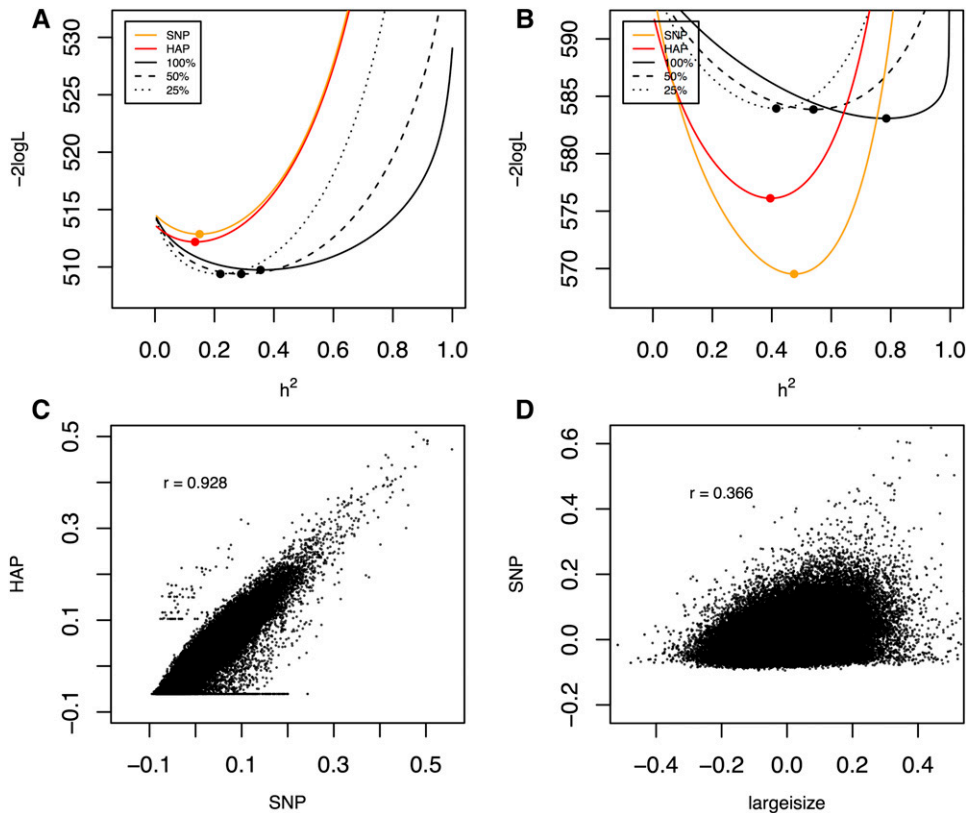 A
B
SNP
HAP
100%
50%
25%
530
525
520
515
510
−2logL
0.0 0.2 0.4 0.6 0.8 1.0
h2
SNP
HAP
100%
50%
25%
590
585
580
575
570
−2logL
0.0 0.2 0.4 0.6 0.8 1.0
h2
C
D
r = 0.928
0.5
0.3
0.1
−0.1
HAP
−0.1 0.1 0.3 0.5
SNP
r = 0.366
0.6
0.4
0.2
0.0
−0.2
SNP
−0.4 −0.2 0.0 0.2 0.4
largeisize